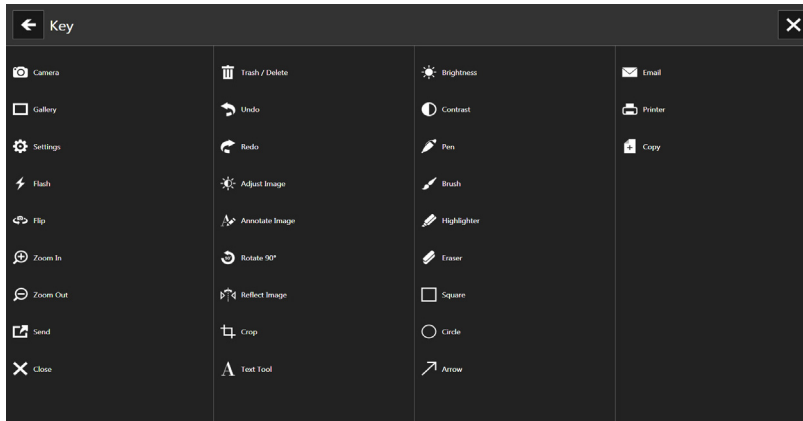 Key
Camera
Gallery
Settings
Flash
Flip
Zoom In
Zoom Out
Send
Close
Trash / Delete
Undo
Redo
Adjust Image
Annotate Image
Rotate 90°
Reflect Image
Crop
Text Tool
Brightness
Contrast
Pen
Brush
Highlighter
Eraser
Square
Circle
Arrow
Email
Printer
Copy